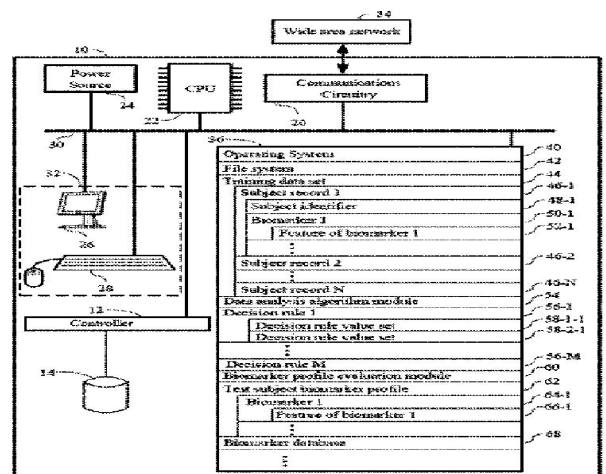 34
Wide area network
10
Power
Source
24
CPU
22
Communications
Circuitry
20
30
36
Operating System
40
File system
42
Training data set
44
Subject record 1
46-1
Subject identifier
48-1
Biomarker 1
50-1
Feature of biomarker 1
52-1
Subject record 2
46-2
Subject record N
46-N
Data analysis algorithm module
54
Decision rule 1
56-1
Decision rule value set
58-1-1
Decision rule value set
58-2-1
Decision rule M
56-M
Biomarker profile evaluation module
60
Test subject biomarker profile
62
Biomarker 1
64-1
Feature of biomarker 1
66-1
Biomarker database
68
32
26
28
12
Controller
14